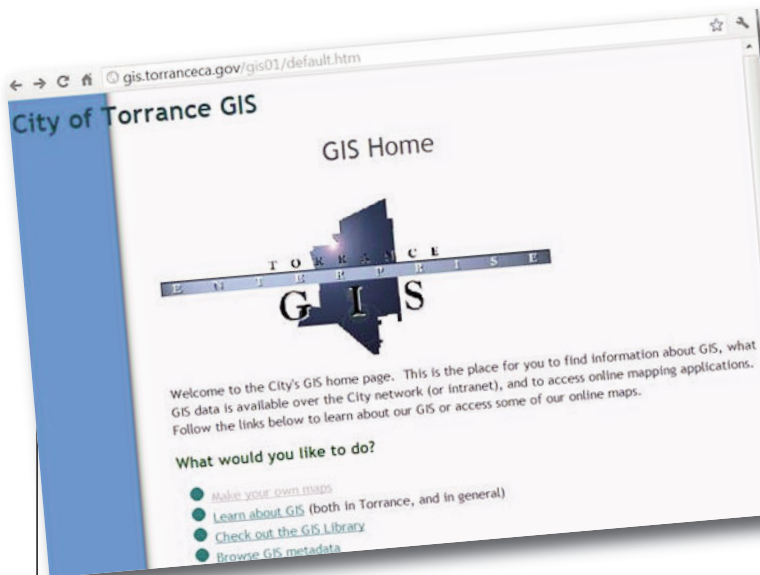 gis.torranceca.gov/gis01/default.htm
City of Torrance GIS
GIS Home
TORRANCE
ENTERPRISE
GIS
Welcome to the City's GIS home page. This is the place for you to find information about GIS, what
GIS data is available over the City network (or intranet), and to access online mapping applications.
Follow the links below to learn about our GIS or access some of our online maps.
What would you like to do?
Make your own maps
Learn about GIS (both in Torrance, and in general)
Check out the GIS Library
Browse GIS metadata